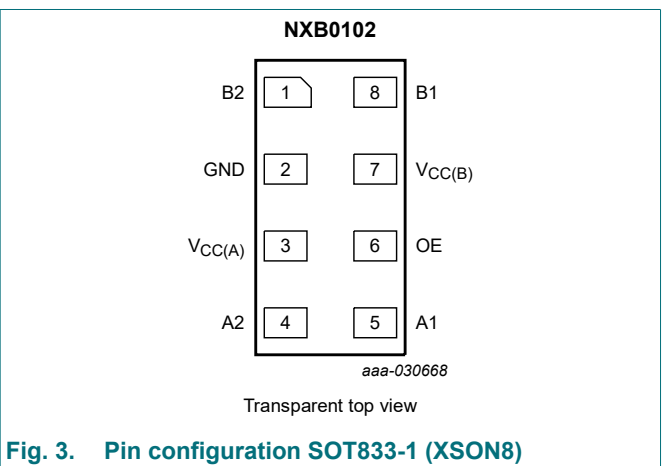 NXB0102
B2 1 8 B1
GND 2 7 VCC(B)
VCC(A) 3 6 OE
A2 4 5 A1
aaa-030668
Transparent top view
Fig. 3. Pin configuration SOT833-1 (XSON8)